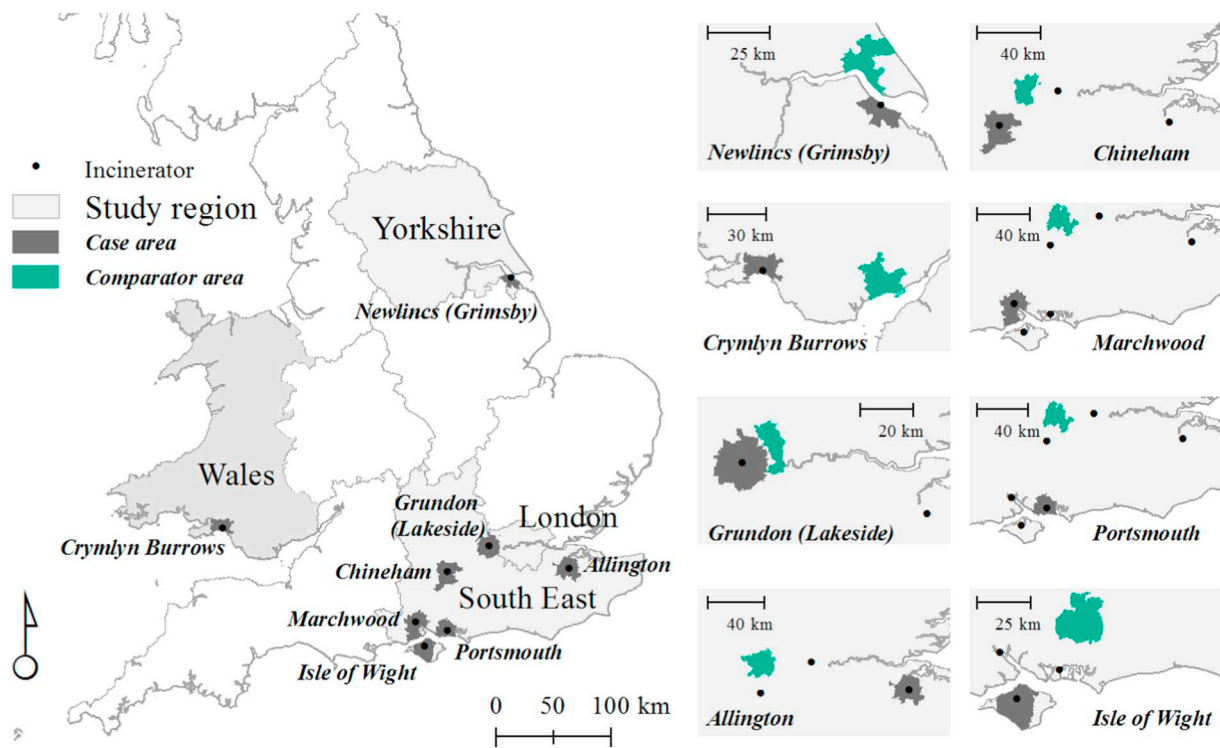 Incinerator
Study region
Case area
Comparator area
Yorkshire
Newlincs (Grimsby)
Wales
Crymlyn Burrows
Grundon
(Lakeside)
London
Chineham
Allington
South East
Marchwood
Portsmouth
Isle of Wight
0 50 100 km
25 km
Newlincs (Grimsby)
40 km
Chineham
30 km
Crymlyn Burrows
40 km
Marchwood
20 km
Grundon (Lakeside)
40 km
Portsmouth
40 km
Allington
25 km
Isle of Wight